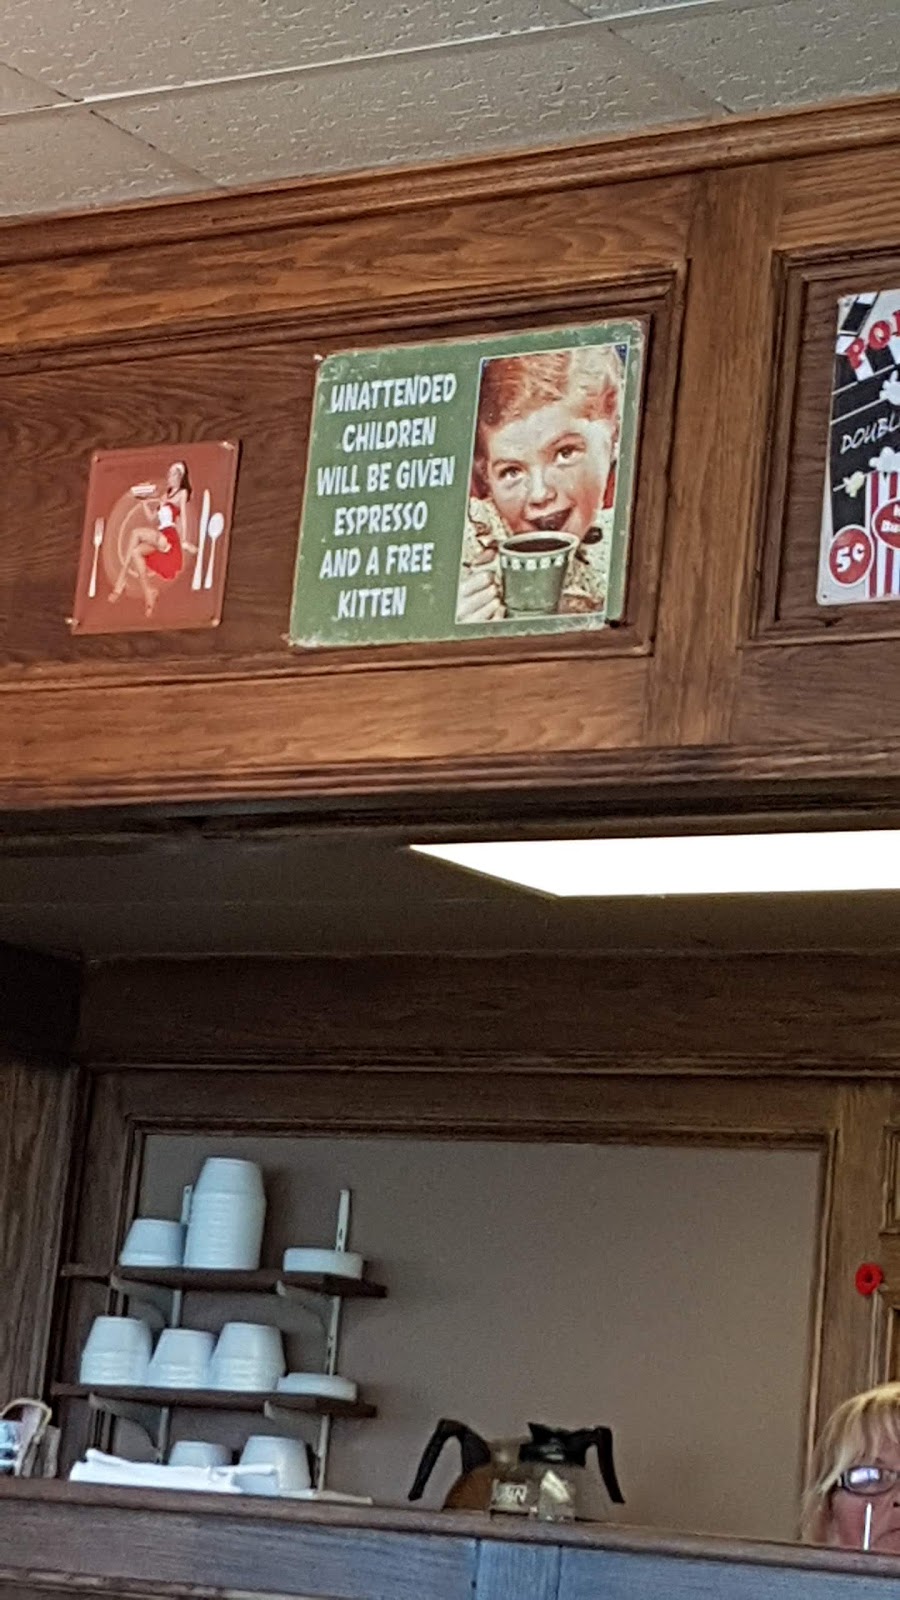 UNATTENDED
CHILDREN
WILL BE GIVEN
ESPRESSO
AND A FREE
KITTEN
5¢